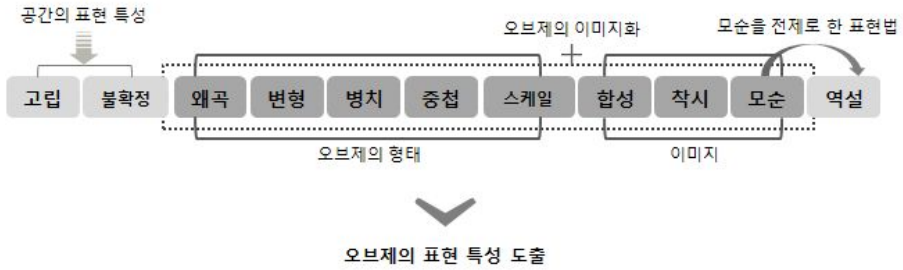 공간의 표현 특성
오브제의 이미지화
모순을 전제로 한 표현법
고립 불확정 왜곡 변형 병치 중첩 스케일 합성 착시 모순 역설
오브제의 형태
이미지
오브제의 표현 특성 도출